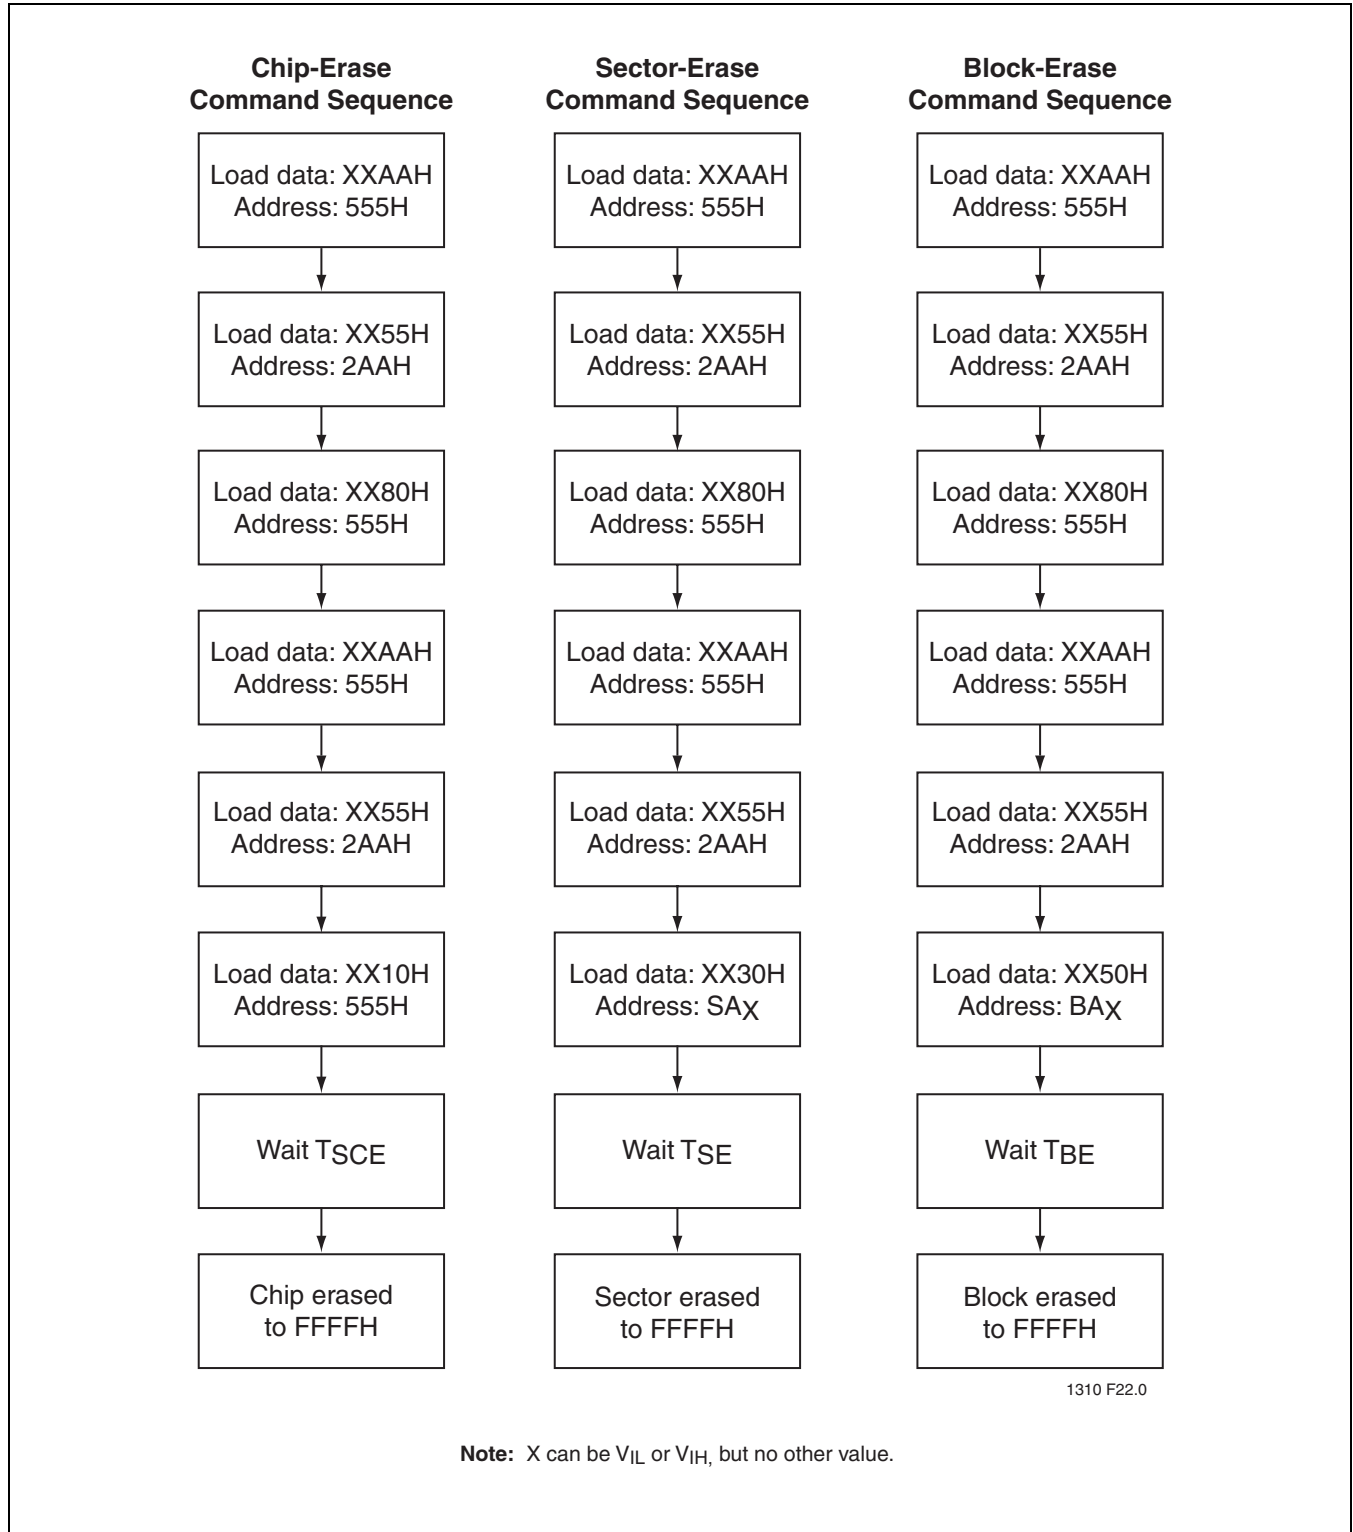 Chip-Erase
Command Sequence
Load data: XXAAH
Address: 555H
Load data: XX55H
Address: 2AAH
Load data: XX80H
Address: 555H
Load data: XXAAH
Address: 555H
Load data: XX55H
Address: 2AAH
Load data: XX10H
Address: 555H
Wait TSCE
Chip erased
to FFFFH
Sector-Erase
Command Sequence
Load data: XXAAH
Address: 555H
Load data: XX55H
Address: 2AAH
Load data: XX80H
Address: 555H
Load data: XXAAH
Address: 555H
Load data: XX55H
Address: 2AAH
Load data: XX30H
Address: SAX
Wait TSE
Sector erased
to FFFFH
Block-Erase
Command Sequence
Load data: XXAAH
Address: 555H
Load data: XX55H
Address: 2AAH
Load data: XX80H
Address: 555H
Load data: XXAAH
Address: 555H
Load data: XX55H
Address: 2AAH
Load data: XX50H
Address: BAX
Wait TBE
Block erased
to FFFFH
1310 F22.0
Note: X can be VIL or VIH, but no other value.